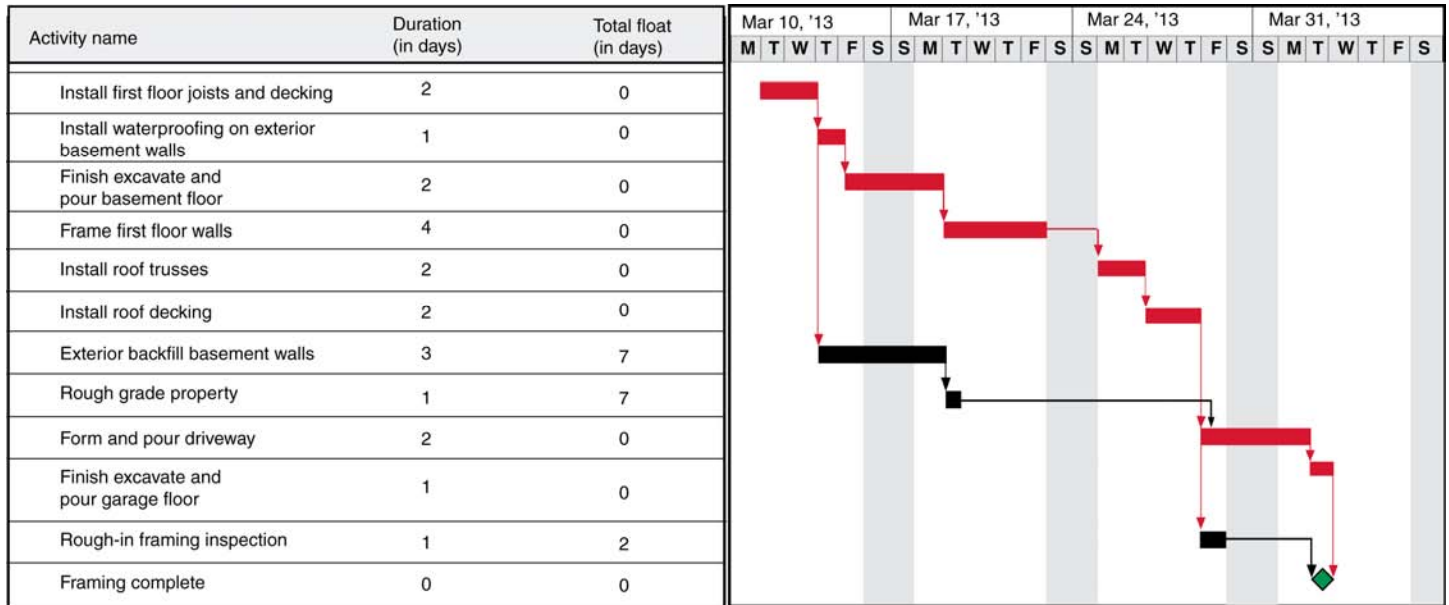 Activity name
Duration
(in days)
Total float
(in days)
Mar 10, '13 Mar 17, '13 Mar 24, '13 Mar 31, '13
M T W T F S S M T W T F S S M T W T F S S M T W T F S
Install first floor joists and decking 2 0
Install waterproofing on exterior
basement walls 1 0
Finish excavate and
pour basement floor 2 0
Frame first floor walls 4 0
Install roof trusses 2 0
Install roof decking 2 0
Exterior backfill basement walls 3 7
Rough grade property 1 7
Form and pour driveway 2 0
Finish excavate and
pour garage floor 1 0
Rough-in framing inspection 1 2
Framing complete 0 0